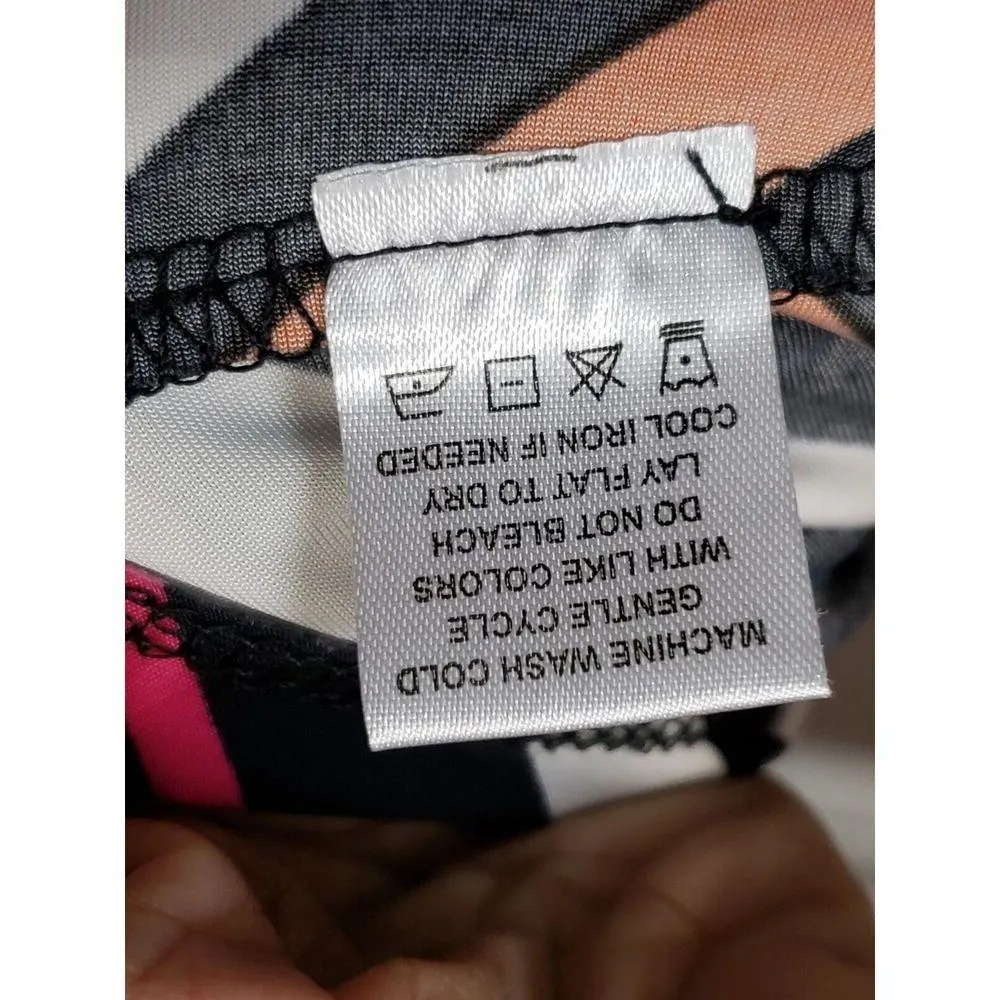 MACHINE WASH COLD
GENTLE CYCLE
WITH LIKE COLORS
DO NOT BLEACH
LAY FLAT TO DRY
COOL IRON IF NEEDED